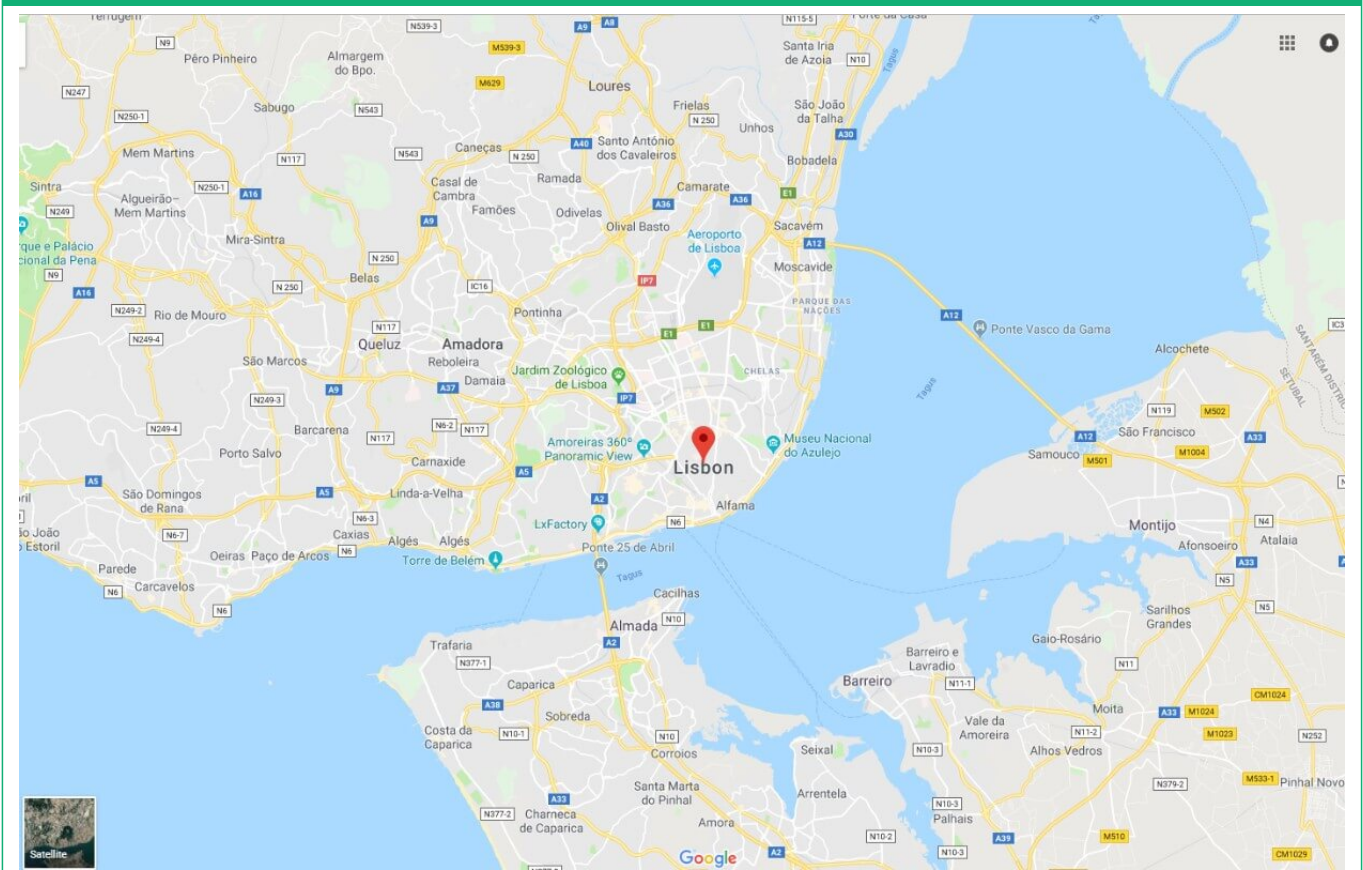 N539-3
A9
A8
N115-5
N9
Pêro Pinheiro
Almargem
do Bpo.
M539-3
Santa Iria
de Azoia
N10
Tagus
N247
M629
Loures
N250-1
Sabugo
N543
Frielas
N 250
Unhos
São João
da Talha
A30
Mem Martins
N117
N543
Caneças
N 250
A40
Santo António
dos Cavaleiros
Bobadela
Sintra
N249
N250-1
A16
Algueirão–
Mem Martins
Casal de
Cambra
Ramada
Camarate
E1
A9
Famões
Odivelas
A36
A36
Olival Basto
Sacavém
rque e Palácio
cional da Pena
Mira-Sintra
Aeroporto
de Lisboa
A12
N9
N 250
Belas
Moscavide
A16
N 250
IC16
IP7
PARQUE DAS
NAÇÕES
N249-2
Rio de Mouro
Pontinha
A12
Ponte Vasco da Gama
IC3
N249-4
N117
Queluz
Amadora
E1
E1
Alcochete
SANTARÉM DISTRIC
SETUBAL
São Marcos
Reboleira
Damaia
Jardim Zoológico
de Lisboa
CHELAS
Tagus
A9
A37
IP7
N249-3
N119
M502
N249-4
Barcarena
N117
N6-2
N117
Amoreiras 360º
Panoramic View
Museu Nacional
do Azulejo
A12
São Francisco
A33
Porto Salvo
Carnaxide
Lisbon
Samouco
M501
M1004
A5
São Domingos
de Rana
A5
A5
Linda-a-Velha
A2
Alfama
N6-3
LxFactory
N6
Montijo
N4
ão João
Estoril
N6-7
Caxias
Algés
Algés
Afonsoeiro
Atalaia
Oeiras
Paço de Arcos
N6
Torre de Belém
Ponte 25 de Abril
A33
Parede
Tagus
N5
N6
Carcavelos
Cacilhas
N5
N6
Almada
N10
Sarilhos
Grandes
Trafaria
A2
Gaio-Rosário
N377-1
Barreiro e
Lavradio
N11
Caparica
Barreiro
N11-1
CM1024
A38
Moita
A33
M1024
Costa da
Caparica
N10-1
Sobreda
Vale da
Amoreira
N11-2
M1023
N252
N10
Corroios
Seixal
N10-3
Alhos Vedros
Santa Marta
do Pinhal
N379-2
M533-1
Pinhal Novo
A33
Arrentela
N377-2
Charneca
de Caparica
Amora
N10-3
Palhais
N10-2
A39
M510
Satellite
Google
A2
N10-3
CM1029